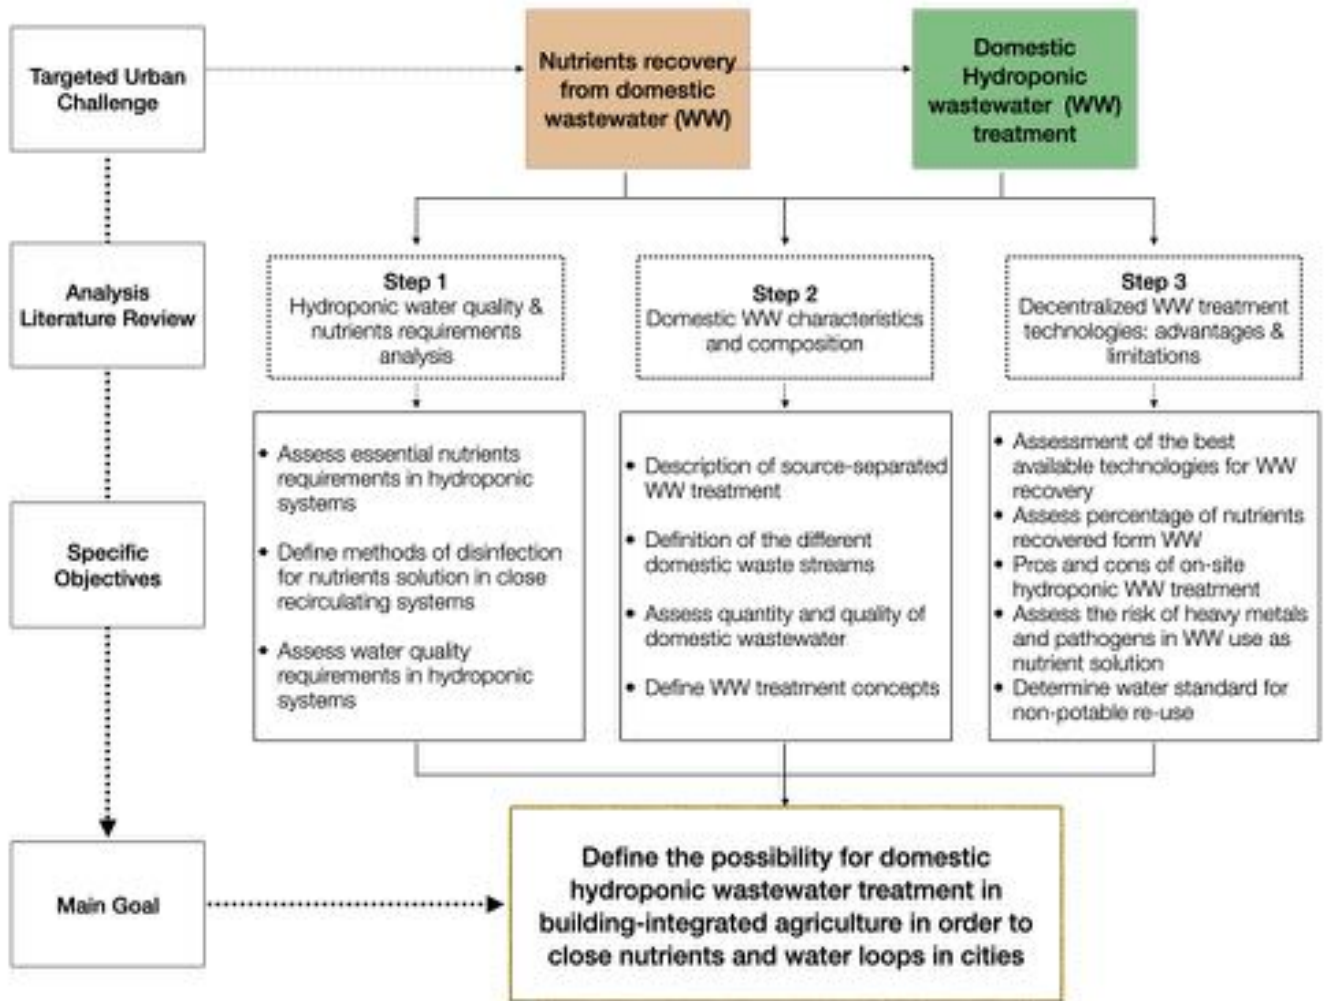 Targeted Urban
Challenge
Nutrients recovery
from domestic
wastewater (WW)
Domestic
Hydroponic
wastewater (WW)
treatment
Analysis
Literature Review
Step 1
Hydroponic water quality &
nutrients requirements
analysis
Step 2
Domestic WW characteristics
and composition
Step 3
Decentralized WW treatment
technologies: advantages &
limitations
Specific
Objectives
• Assess essential nutrients
requirements in hydroponic
systems
• Define methods of disinfection
for nutrients solution in close
recirculating systems
• Assess water quality
requirements in hydroponic
systems
• Description of source-separated
WW treatment
• Definition of the different
domestic waste streams
• Assess quantity and quality of
domestic wastewater
• Define WW treatment concepts
• Assessment of the best
available technologies for WW
recovery
• Assess percentage of nutrients
recovered form WW
• Pros and cons of on-site
hydroponic WW treatment
• Assess the risk of heavy metals
and pathogens in WW use as
nutrient solution
• Determine water standard for
non-potable re-use
Main Goal
Define the possibility for domestic
hydroponic wastewater treatment in
building-integrated agriculture in order to
close nutrients and water loops in cities